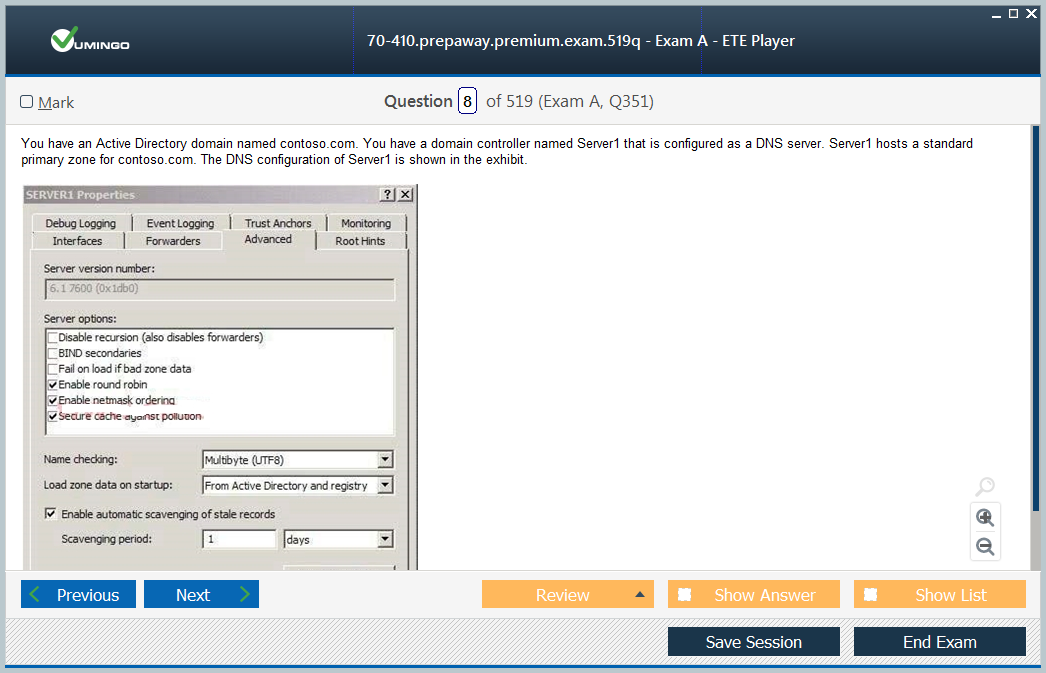 VUMINGO
70-410.prepaway.premium.exam.519q - Exam A - ETE Player
Mark
Question 8 of 519 (Exam A, Q351)
You have an Active Directory domain named contoso.com. You have a domain controller named Server1 that is configured as a DNS server. Server1 hosts a standard
primary zone for contoso.com. The DNS configuration of Server1 is shown in the exhibit.
SERVER1 Properties
Debug Logging Event Logging Trust Anchors Monitoring
Interfaces Forwarders Advanced Root Hints
Server version number:
6.1 7600 (0x1db0)
Server options:
Disable recursion (also disables forwarders)
BIND secondaries
Fail on load if bad zone data
Enable round robin
Enable netmask ordering
Secure cache against pollution
Name checking: Multibyte (UTF8)
Load zone data on startup: From Active Directory and registry
Enable automatic scavenging of stale records
Scavenging period: 1 days
Previous Next Review Show Answer Show List
Save Session End Exam